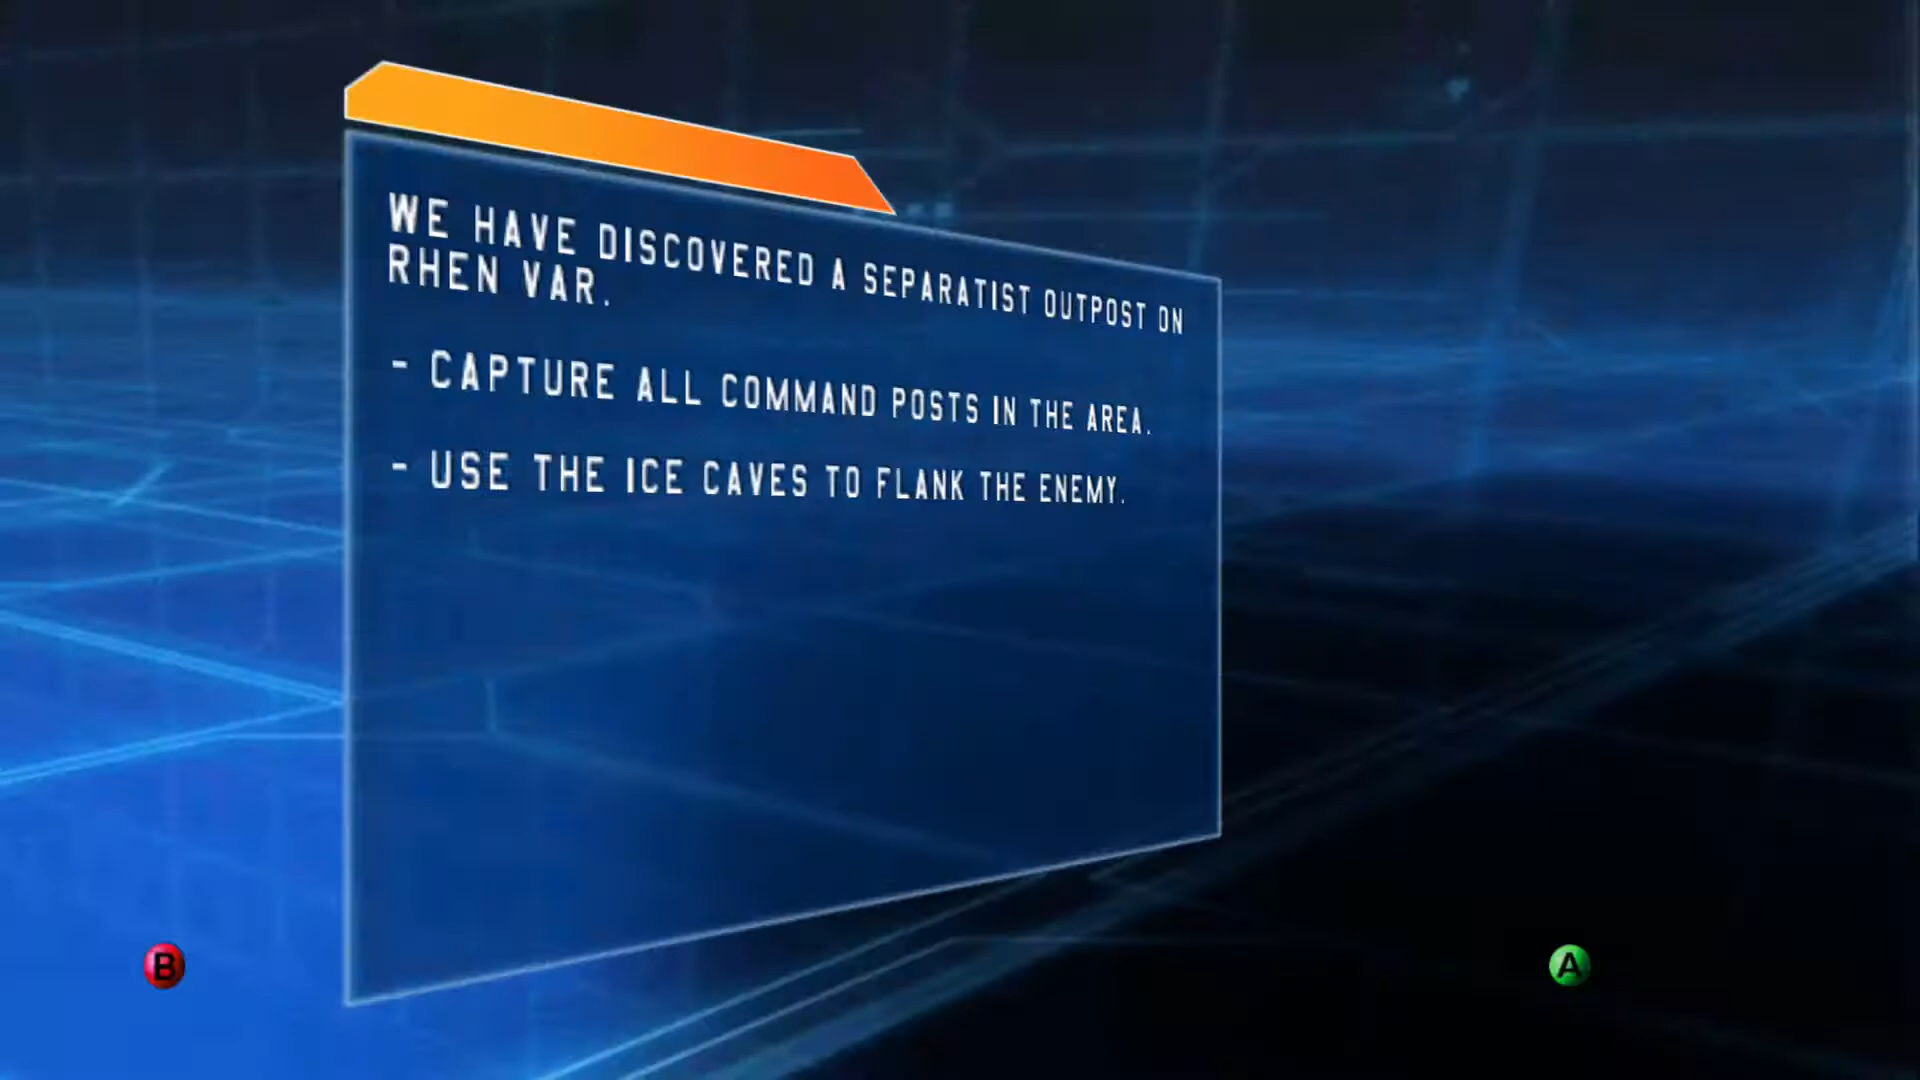 WE HAVE DISCOVERED A SEPARATIST OUTPOST ON
RHEN VAR.
- CAPTURE ALL COMMAND POSTS IN THE AREA.
- USE THE ICE CAVES TO FLANK THE ENEMY.
B
A